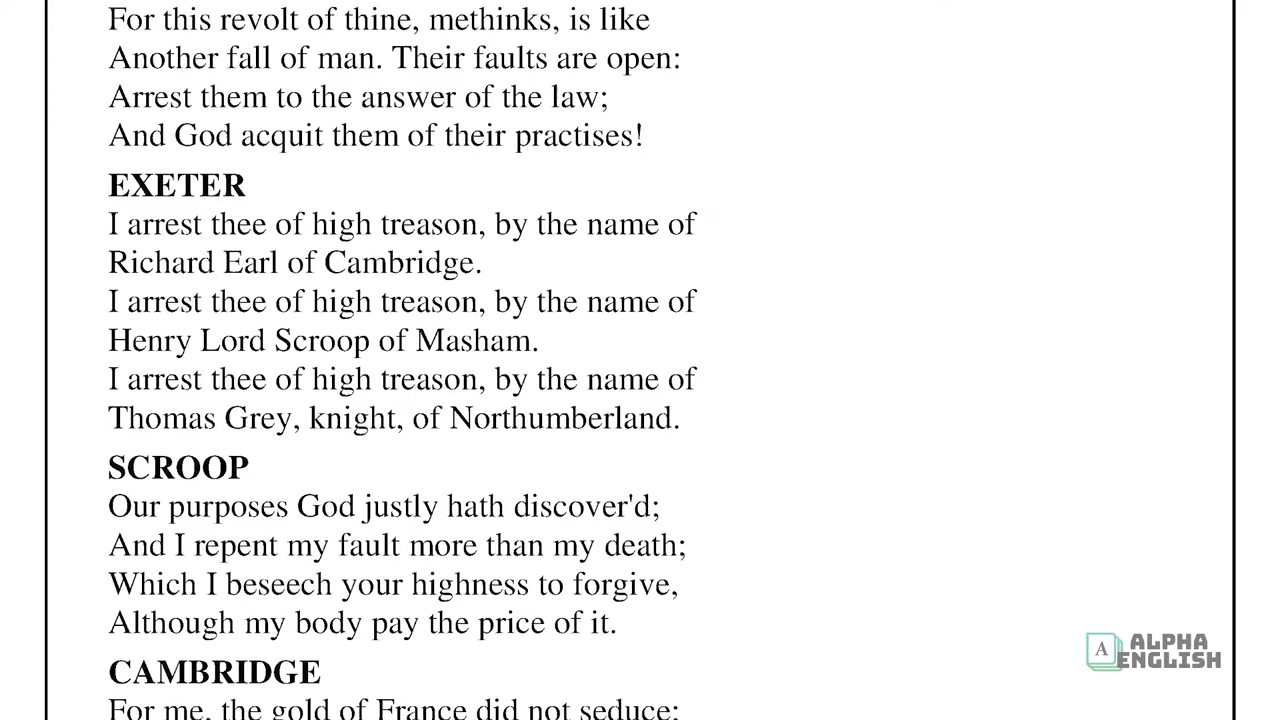 For this revolt of thine, methinks, is like
Another fall of man. Their faults are open:
Arrest them to the answer of the law;
And God acquit them of their practises!
EXETER
I arrest thee of high treason, by the name of
Richard Earl of Cambridge.
I arrest thee of high treason, by the name of
Henry Lord Scroop of Masham.
I arrest thee of high treason, by the name of
Thomas Grey, knight, of Northumberland.
SCROOP
Our purposes God justly hath discover'd;
And I repent my fault more than my death;
Which I beseech your highness to forgive,
Although my body pay the price of it.
CAMBRIDGE
For me, the gold of France did not seduce;
A ALPHA
ENGLISH